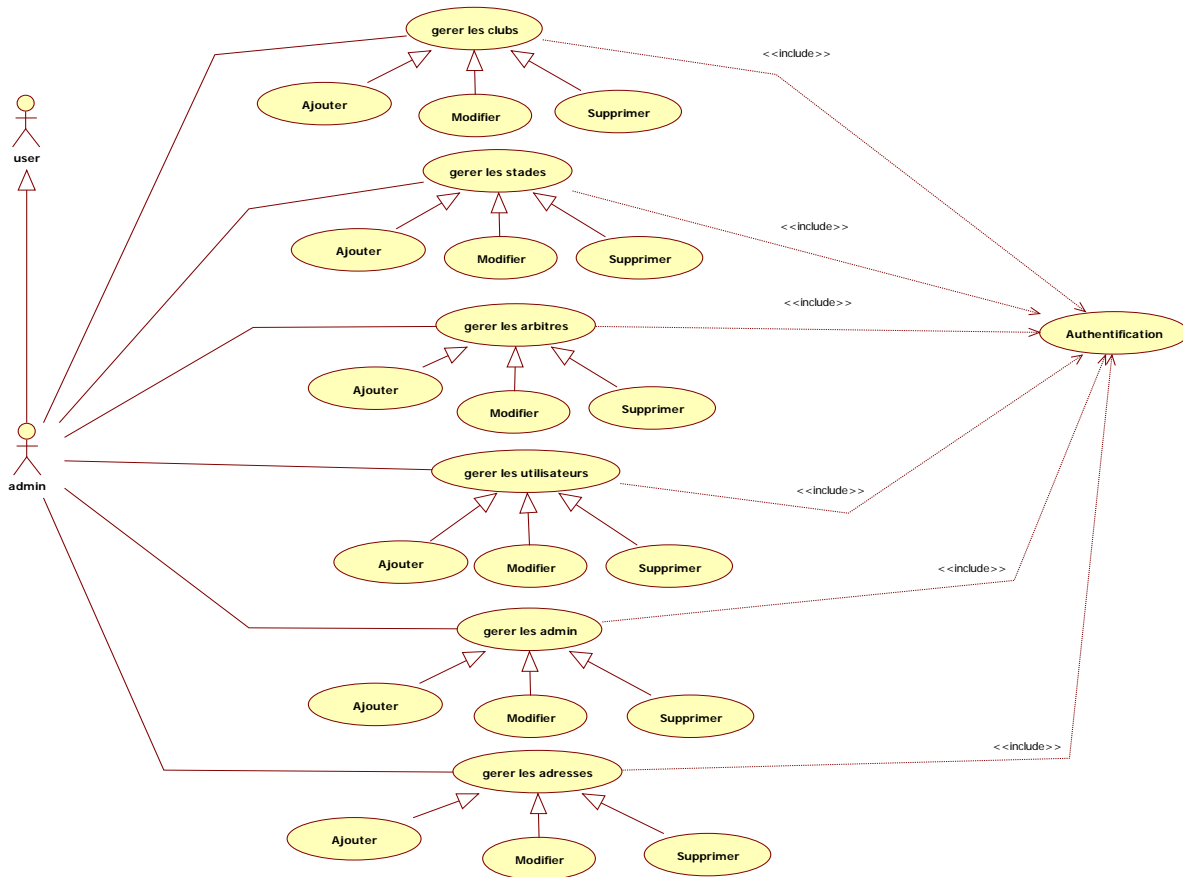 gerer les clubs
<<include>>
Ajouter
Modifier
Supprimer
user
gerer les stades
<<include>>
Ajouter
Modifier
Supprimer
<<include>>
gerer les arbitres
Authentification
Ajouter
Modifier
Supprimer
admin
gerer les utilisateurs
<<include>>
Ajouter
Modifier
Supprimer
<<include>>
gerer les admin
Ajouter
Modifier
Supprimer
<<include>>
gerer les adresses
Ajouter
Modifier
Supprimer